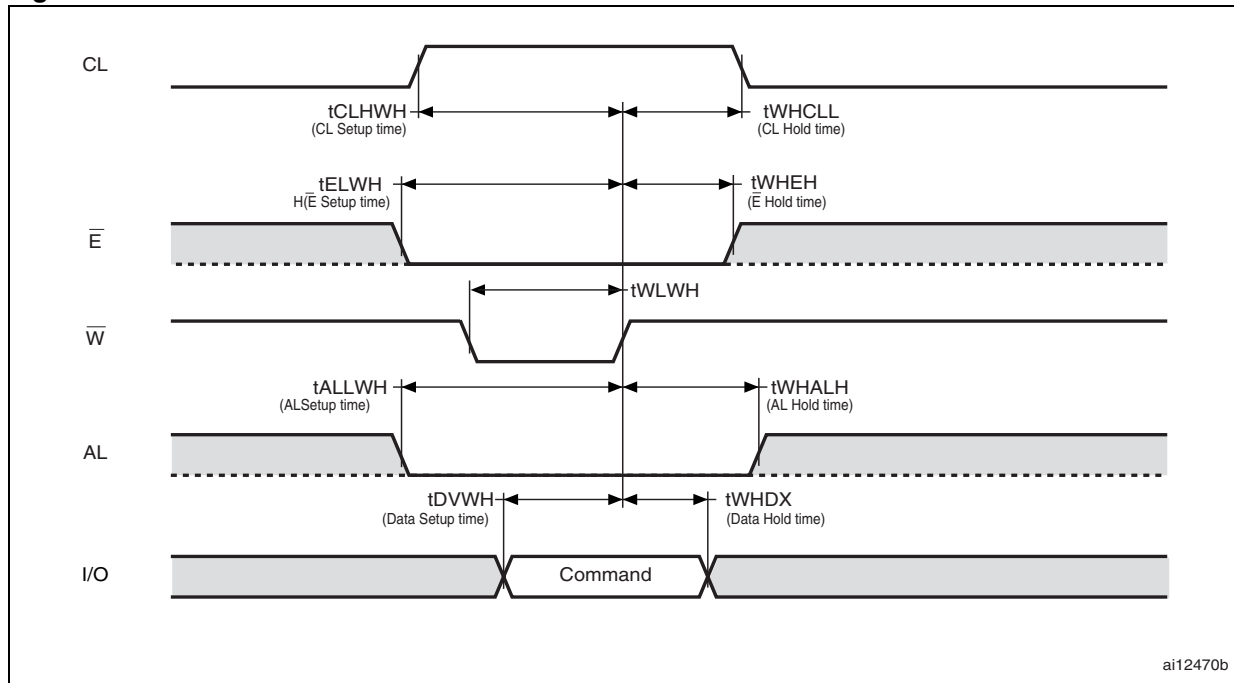 CL
tCLHWH
(CL Setup time)
tWHCLL
(CL Hold time)
tELWH
H(E̅ Setup time)
tWHEH
(E̅ Hold time)
E̅
tWLWH
W̅
tALLWH
(ALSetup time)
tWHALH
(AL Hold time)
AL
tDVWH
(Data Setup time)
tWHDX
(Data Hold time)
I/O
Command
ai12470b